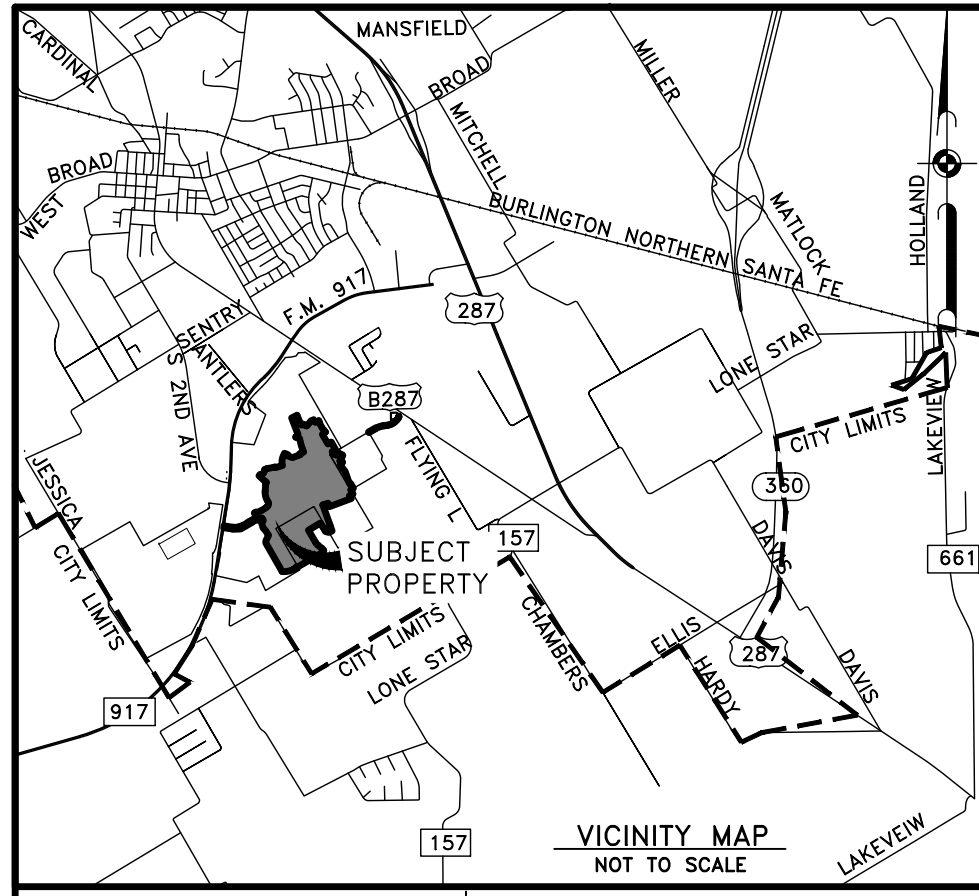 CARDINAL
MANSFIELD
BROAD
MILLER
MITCHELL
BROAD
WEST
BURLINGTON NORTHERN SANTA FE
MATLOCK
HOLLAND
F.M. 917
SENTRY
ANTLERS
S 2ND AVE
287
B287
LONE STAR
CITY LIMITS
LAKEVIEW
360
JESSICA
FLYING L
CITY LIMITS
SUBJECT
PROPERTY
157
DAVIS
661
CHAMBERS
ELLIS
CITY LIMITS
LONE STAR
HARDY
287
DAVIS
917
157
VICINITY MAP
NOT TO SCALE
LAKEVEIW